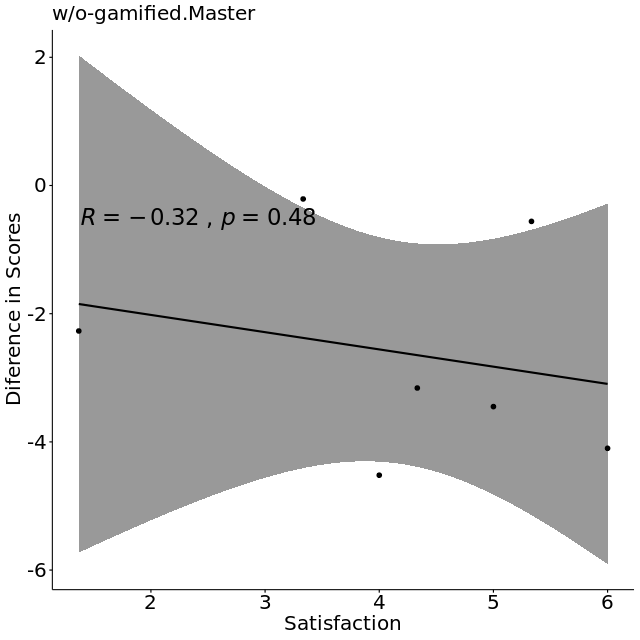 w/o-gamified.Master
2
0
-2
-4
-6
Diference in Scores
R = −0.32 , p = 0.48
2 3 4 5 6
Satisfaction